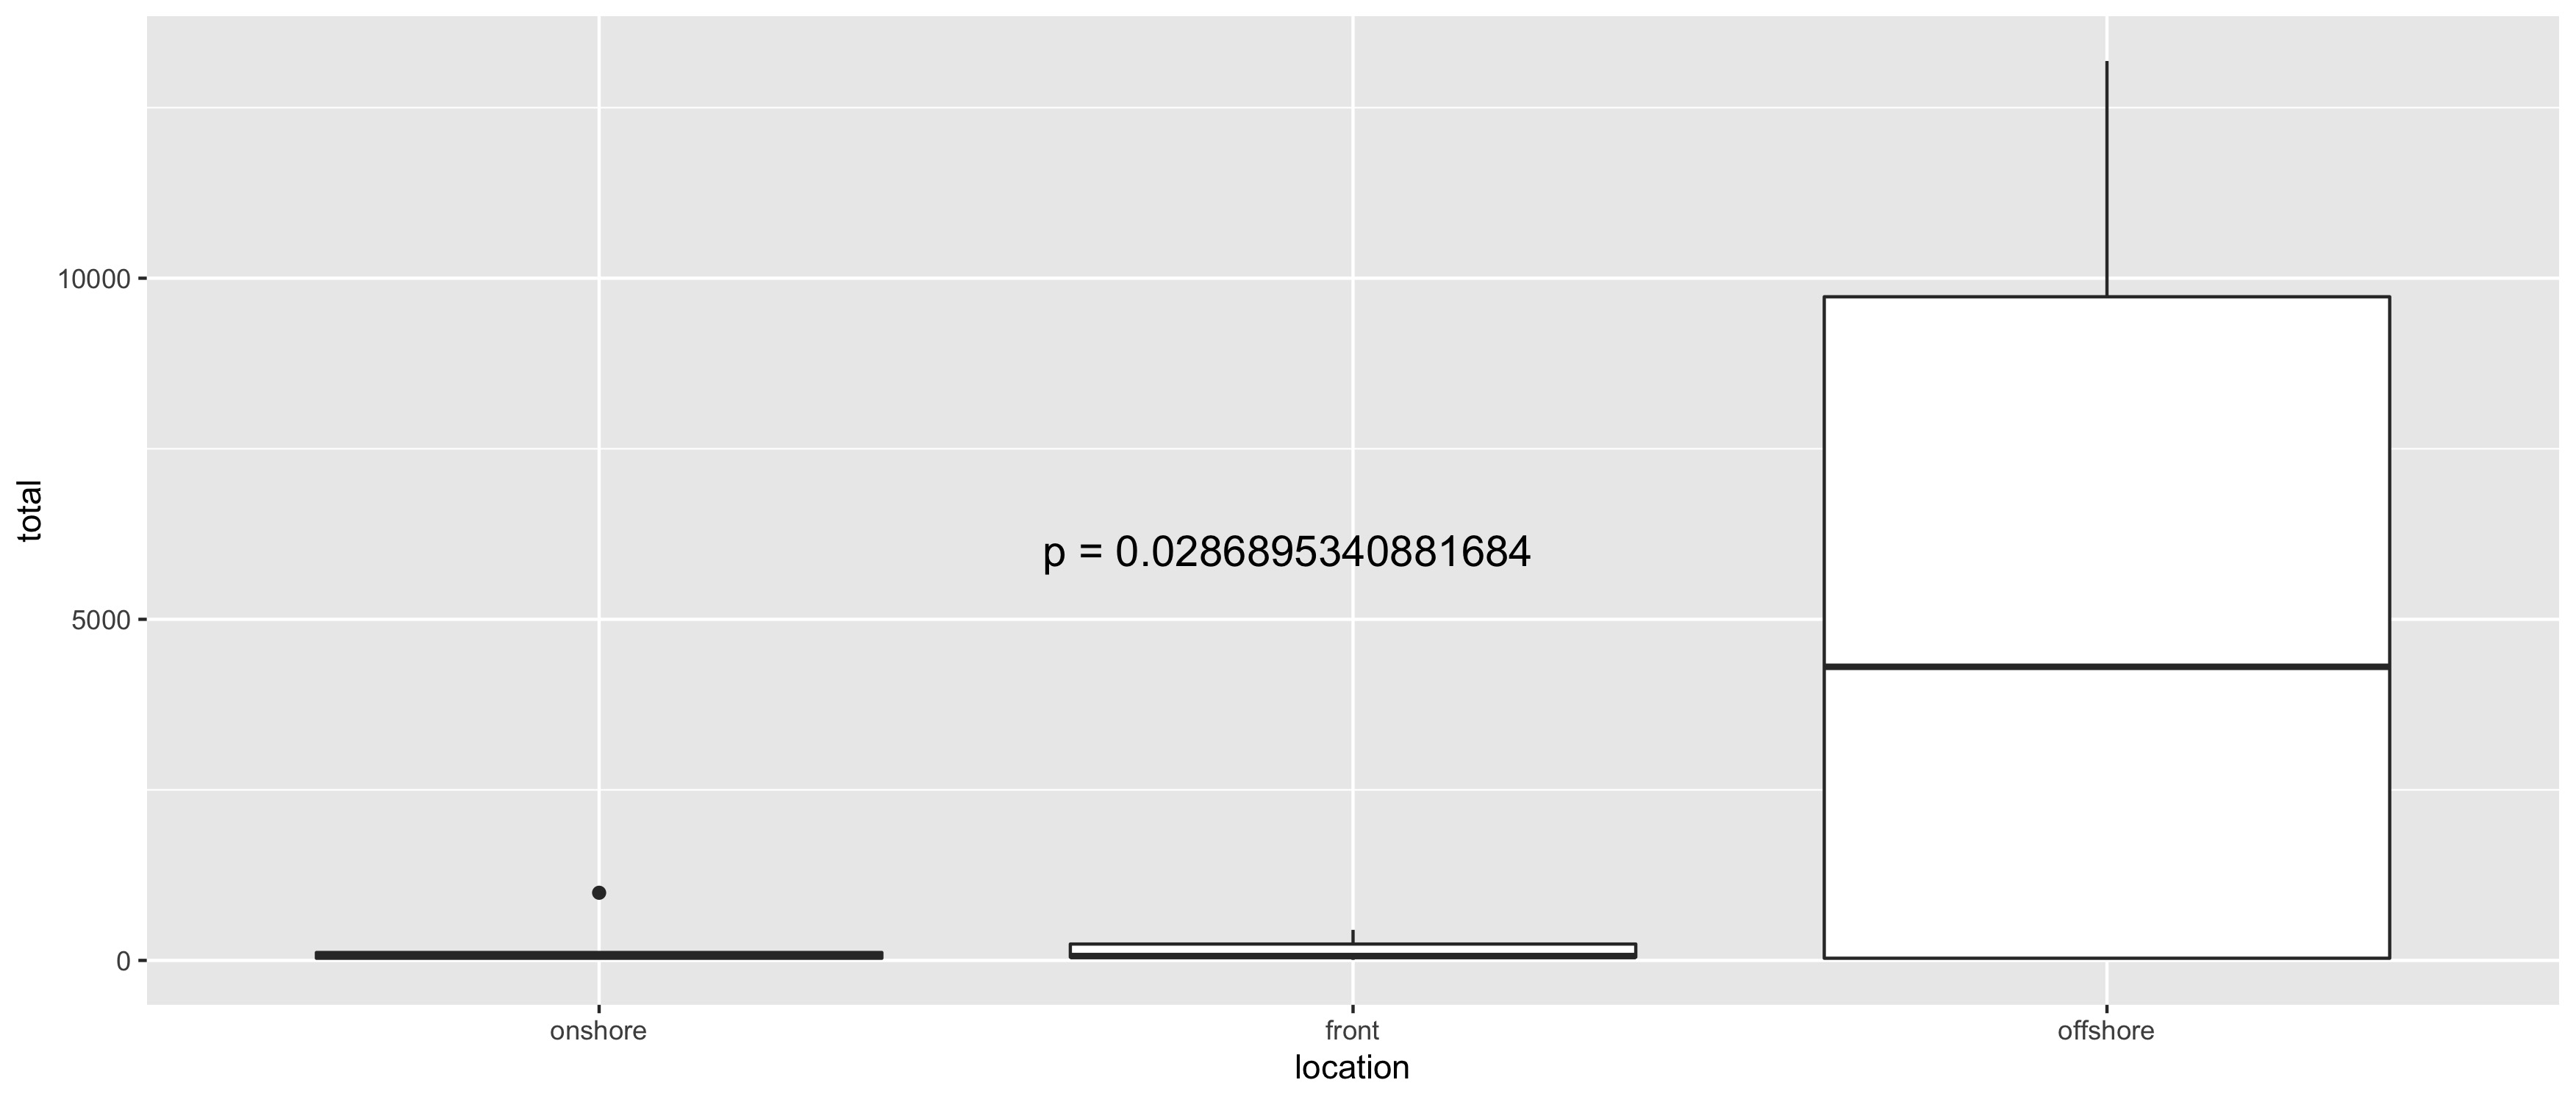 10000
5000
0
total
p = 0.0286895340881684
onshore
front
offshore
location